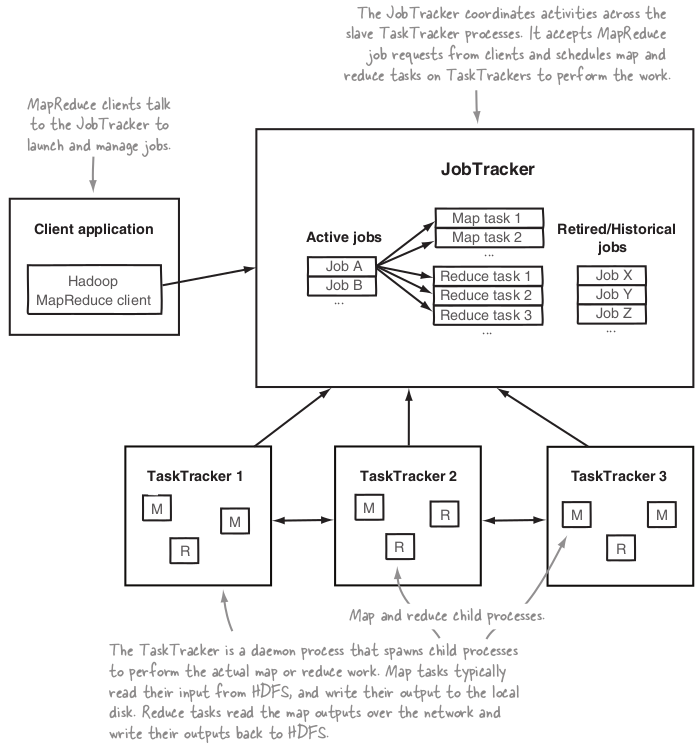 The JobTracker coordinates activities across the
slave TaskTracker processes. It accepts MapReduce
job requests from clients and schedules map and
reduce tasks on TaskTrackers to perform the work.
MapReduce clients talk
to the JobTracker to
launch and manage jobs.
JobTracker
Client application
Hadoop
MapReduce client
Active jobs
Job A
Job B
...
Map task 1
Map task 2
...
Reduce task 1
Reduce task 2
Reduce task 3
...
Retired/Historical
jobs
Job X
Job Y
Job Z
...
TaskTracker 1
M
M
R
TaskTracker 2
M
R
R
TaskTracker 3
M
M
R
Map and reduce child processes.
The TaskTracker is a daemon process that spawns child processes
to perform the actual map or reduce work. Map tasks typically
read their input from HDFS, and write their output to the local
disk. Reduce tasks read the map outputs over the network and
write their outputs back to HDFS.